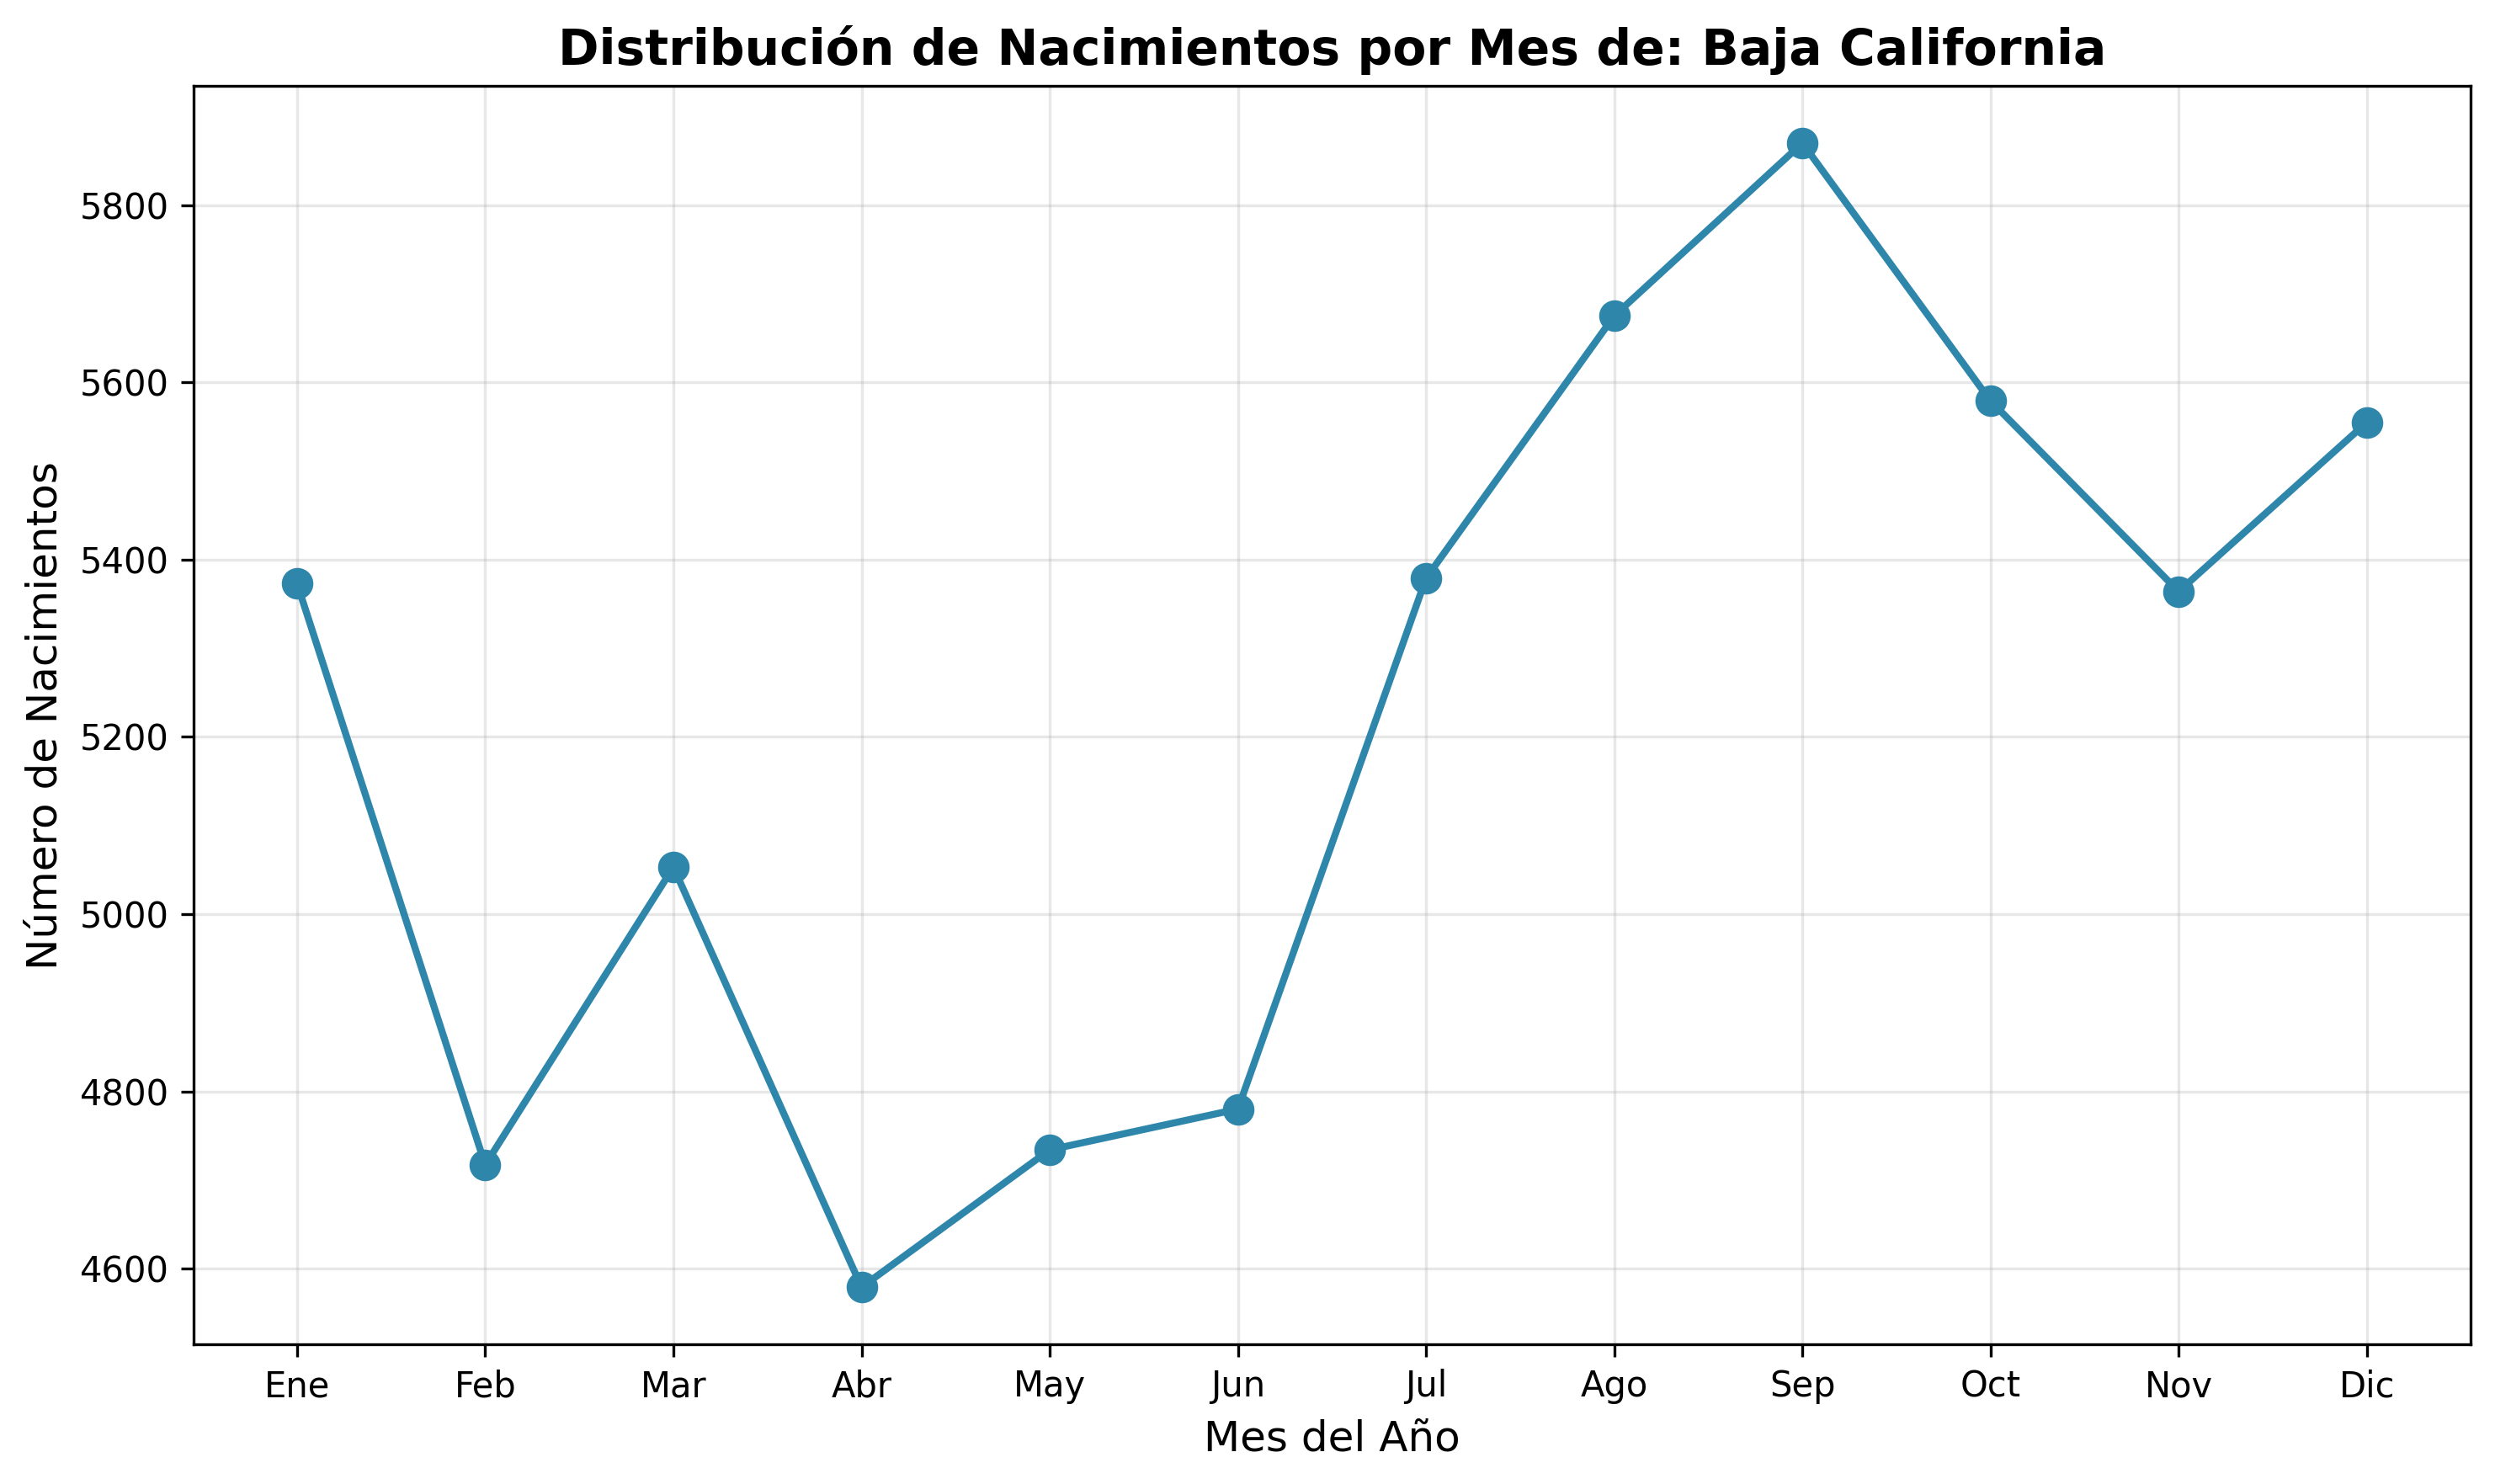 Distribución de Nacimientos por Mes de: Baja California
Número de Nacimientos
5800
5600
5400
5200
5000
4800
4600
Ene Feb Mar Abr May Jun Jul Ago Sep Oct Nov Dic
Mes del Año